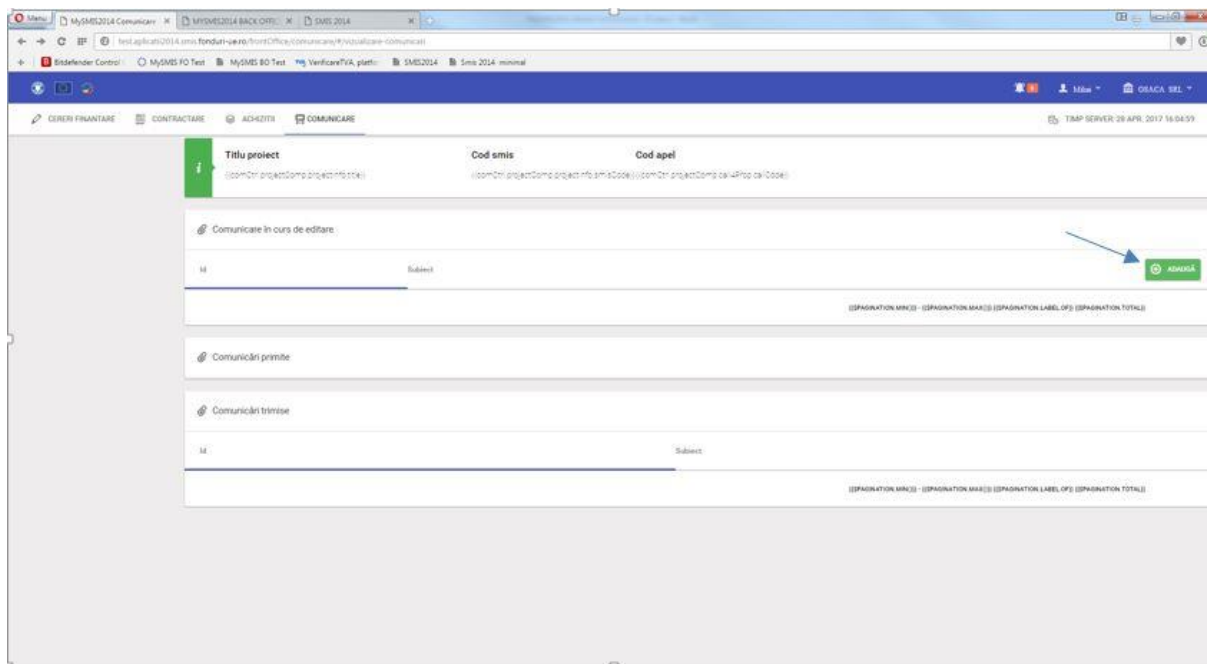 Menu MySMIS2014 Comunicare MYSMIS2014 BACK OFFIC SMIS 2014
test.aplicatii2014.smis.fonduri-ue.ro/frontOffice/comunicare/#/vizualizare-comunicati
Bitdefender Control MySMIS FO Test MySMIS BO Test VerificareTVA, platfo SMIS2014 Smis 2014 minimal
OSACA SRL
CERERI FINANTARE CONTRACTARE ACHIZITII COMUNICARE TIMP SERVER: 28 APR. 2017 16:04:59
Titlu proiect Cod smis Cod apel
Comunicare în curs de editare
Id Subiect ADAUGĂ
{{$PAGINATION.MIN()}} - {{$PAGINATION.MAX()}} {{$PAGINATION.LABEL.OF}} {{$PAGINATION.TOTAL}}
Comunicări primite
Comunicări trimise
Id Subiect
{{$PAGINATION.MIN()}} - {{$PAGINATION.MAX()}} {{$PAGINATION.LABEL.OF}} {{$PAGINATION.TOTAL}}